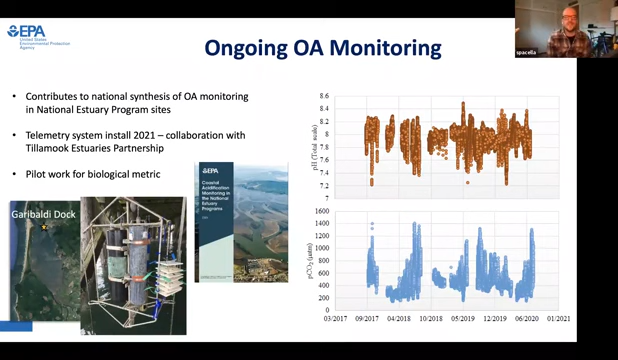 EPA
United States
Environmental Protection
Agency
Ongoing OA Monitoring
spacella
• Contributes to national synthesis of OA monitoring
in National Estuary Program sites
• Telemetry system install 2021 – collaboration with
Tillamook Estuaries Partnership
• Pilot work for biological metric
Garibaldi Dock
EPA
Coastal
Acidification
Monitoring in
the National
Estuary
Programs
pH (Total scale)
8.6
8.4
8.2
8
7.8
7.6
7.4
7.2
7
pCO₂ (µatm)
1600
1400
1200
1000
800
600
400
200
0
03/2017 09/2017 04/2018 10/2018 05/2019 12/2019 06/2020 01/2021